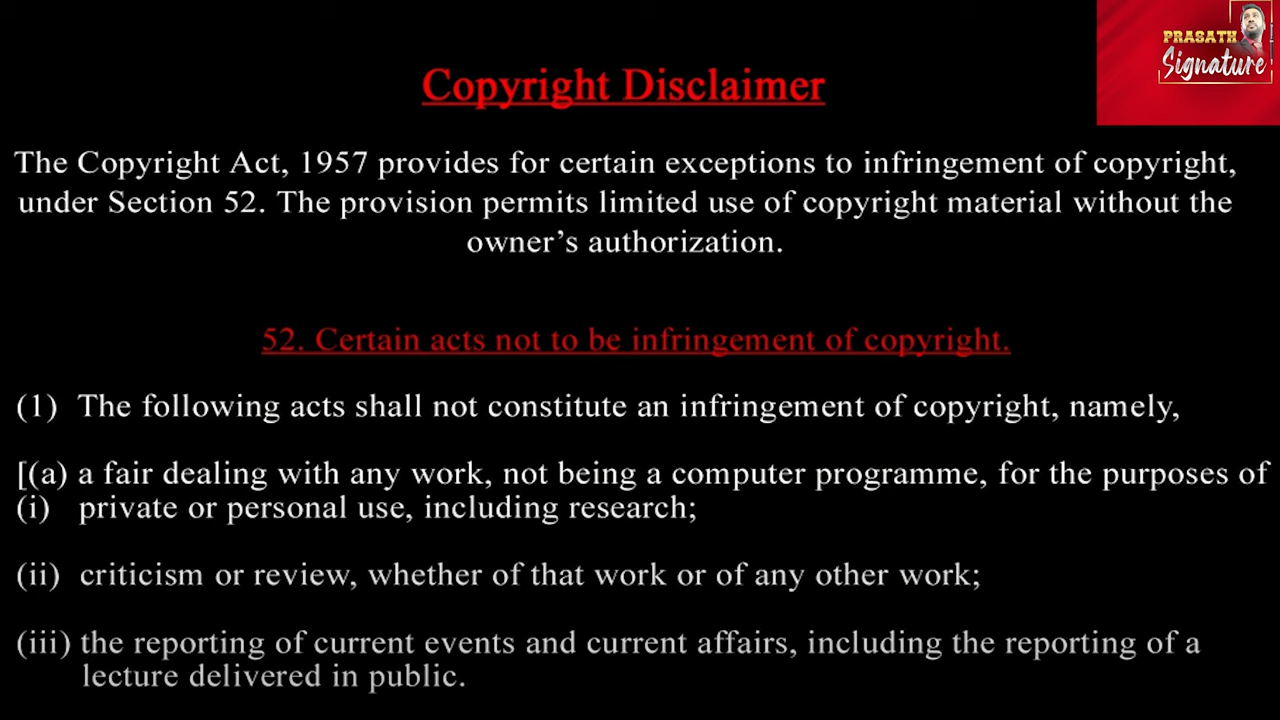 PRASATH
Signature
Copyright Disclaimer
The Copyright Act, 1957 provides for certain exceptions to infringement of copyright,
under Section 52. The provision permits limited use of copyright material without the
owner’s authorization.
52. Certain acts not to be infringement of copyright.
(1) The following acts shall not constitute an infringement of copyright, namely,
[(a) a fair dealing with any work, not being a computer programme, for the purposes of
(i) private or personal use, including research;
(ii) criticism or review, whether of that work or of any other work;
(iii) the reporting of current events and current affairs, including the reporting of a
lecture delivered in public.